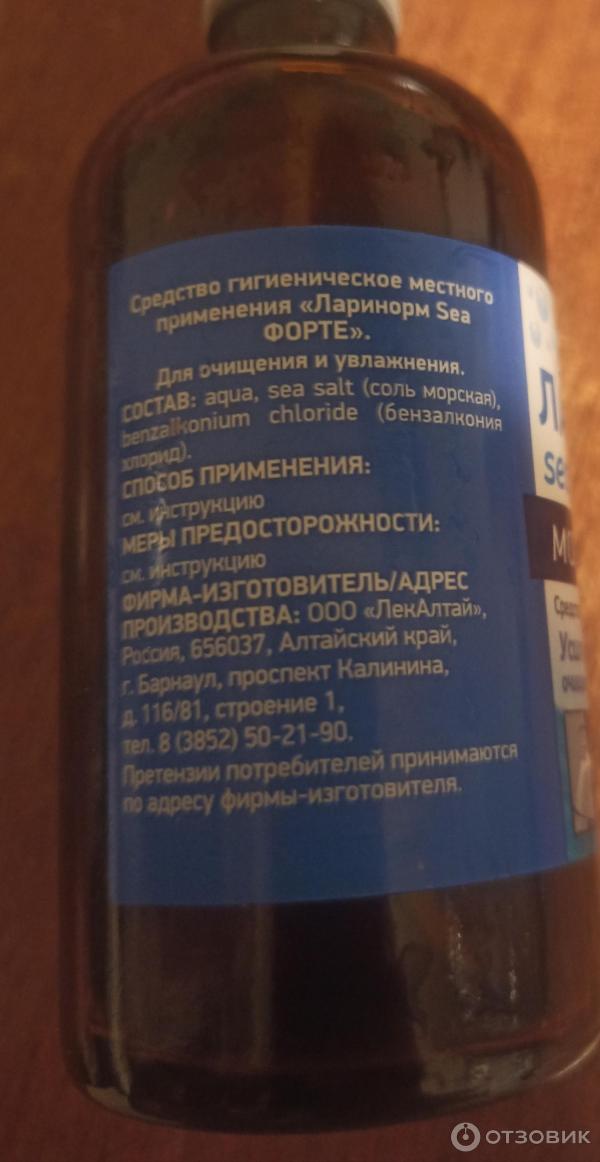 Средство гигиеническое местного
применения «Ларинорм Sea
ФОРТЕ».
Для очищения и увлажнения.
СОСТАВ: aqua, sea salt (соль морская),
benzalkonium chloride (бензалкония
хлорид).
СПОСОБ ПРИМЕНЕНИЯ:
см. инструкцию
МЕРЫ ПРЕДОСТОРОЖНОСТИ:
см. инструкцию
ФИРМА-ИЗГОТОВИТЕЛЬ/АДРЕС
ПРОИЗВОДСТВА: ООО «ЛекАлтай»,
Россия, 656037, Алтайский край,
г. Барнаул, проспект Калинина,
д. 116/81, строение 1,
тел. 8 (3852) 50-21-90.
Претензии потребителей принимаются
по адресу фирмы-изготовителя.
ОТЗОВИК